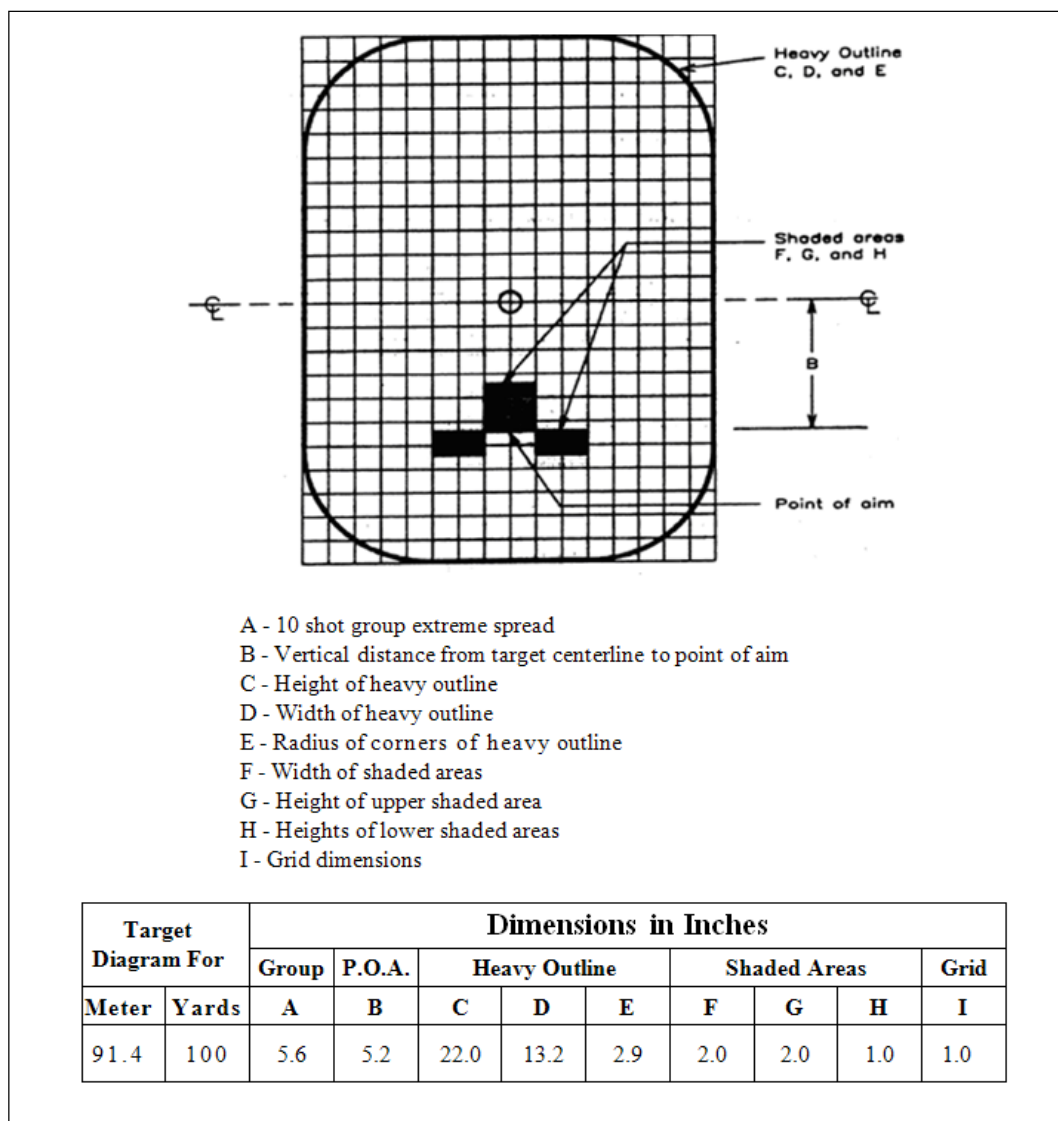 Heavy Outline
C, D, and E
Shaded areas
F, G, and H
℄
℄
B
Point of aim
A - 10 shot group extreme spread
B - Vertical distance from target centerline to point of aim
C - Height of heavy outline
D - Width of heavy outline
E - Radius of corners of heavy outline
F - Width of shaded areas
G - Height of upper shaded area
H - Heights of lower shaded areas
I - Grid dimensions
Target Diagram For Dimensions in Inches
Group P.O.A. Heavy Outline Shaded Areas Grid
Meter Yards A B C D E F G H I
91.4 100 5.6 5.2 22.0 13.2 2.9 2.0 2.0 1.0 1.0